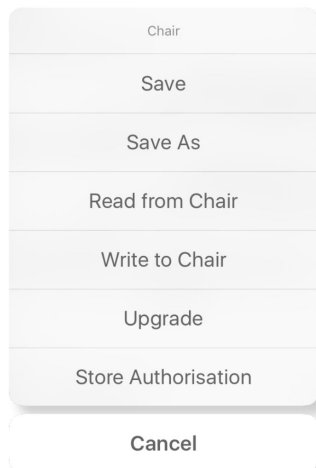 Chair
Save
Save As
Read from Chair
Write to Chair
Upgrade
Store Authorisation
Cancel